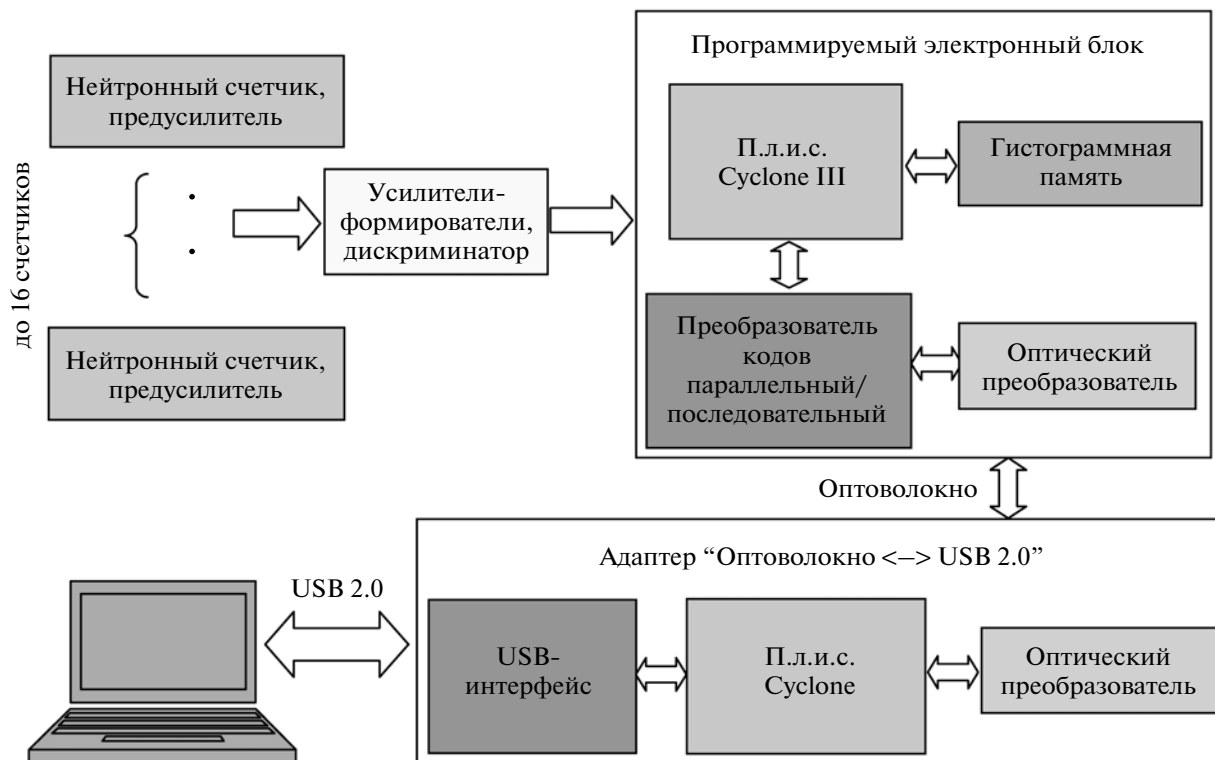 Программируемый электронный блок
Нейтронный счетчик,
предусилитель
до 16 счетчиков
Усилители-
формирователи,
дискриминатор
П.л.и.с.
Cyclone III
Гистограммная
память
Нейтронный счетчик,
предусилитель
Преобразователь
кодов
параллельный/
последовательный
Оптический
преобразователь
Оптоволокно
Адаптер “Оптоволокно <–> USB 2.0”
USB 2.0
USB-
интерфейс
П.л.и.с.
Cyclone
Оптический
преобразователь